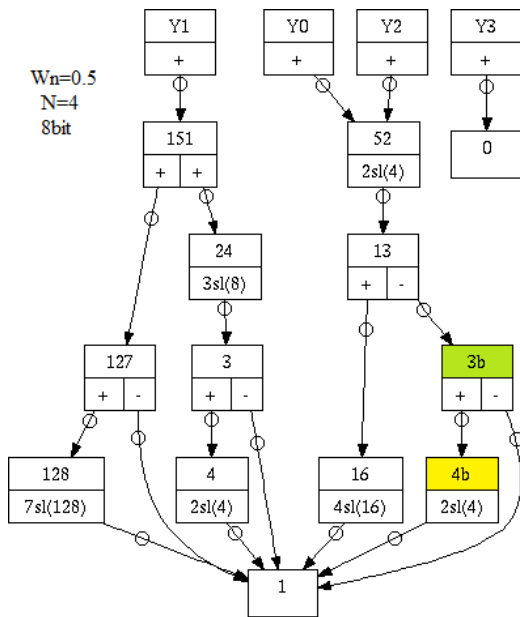 Y1 Y0 Y2 Y3
+ + + +
Wn=0.5
N=4
8bit
151 52 0
+ + 2sl(4)
24 13
3sl(8) + -
127 3 3b
+ - + - + -
128 4 16 4b
7sl(128) 2sl(4) 4sl(16) 2sl(4)
1